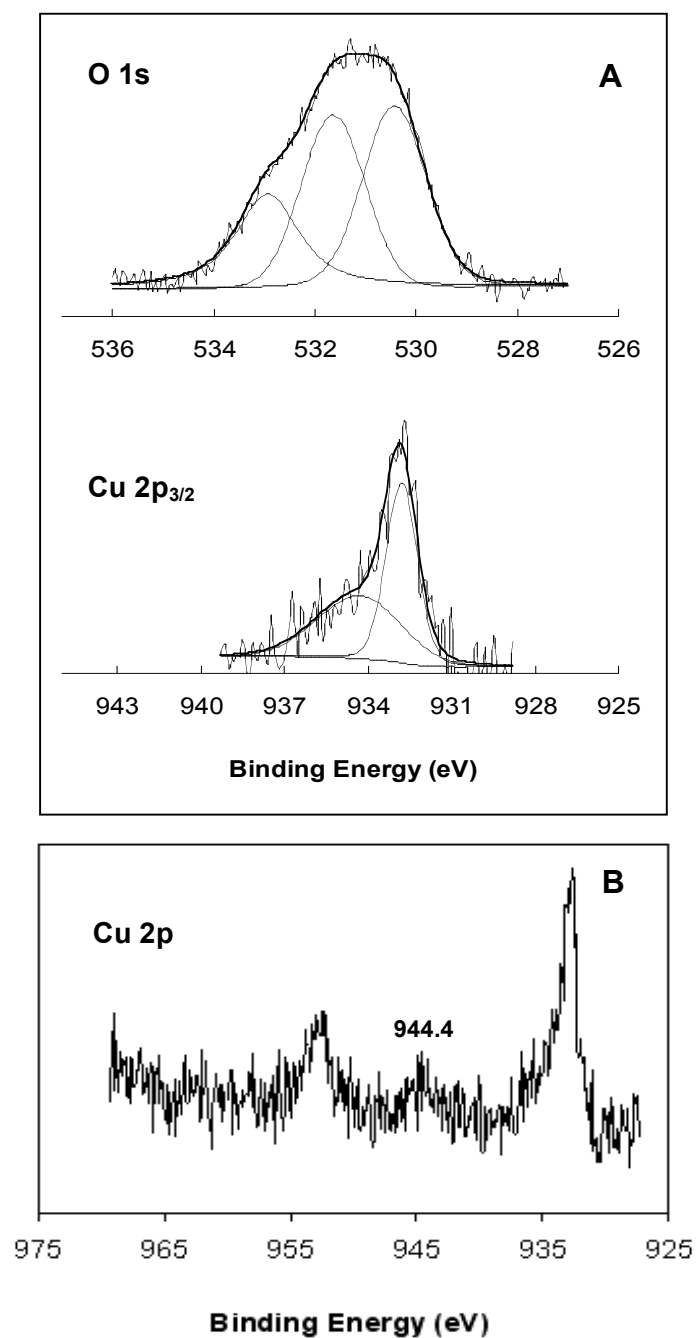 O 1s
A
536 534 532 530 528 526
Cu 2p3/2
943 940 937 934 931 928 925
Binding Energy (eV)
B
Cu 2p
944.4
975 965 955 945 935 925
Binding Energy (eV)